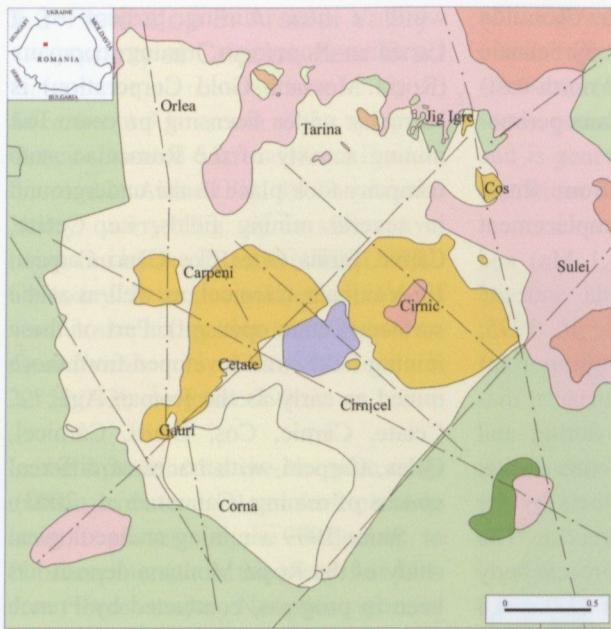 UKRAINE
HUNGARY
MOLDAVIA
ROMANIA
SERBIA
BULGARIA
Orlea
Tarina
Jig Igre
Cos
Sulei
Carpeni
Cirnic
Cetate
Cirnicel
Gauri
Corna
0 0.5